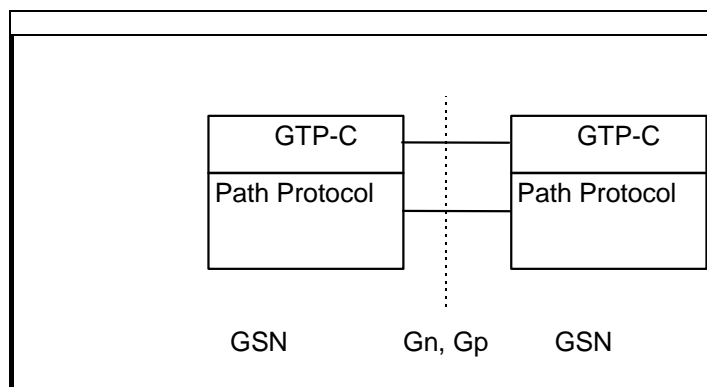 GTP-C GTP-C
Path Protocol Path Protocol
GSN Gn, Gp GSN